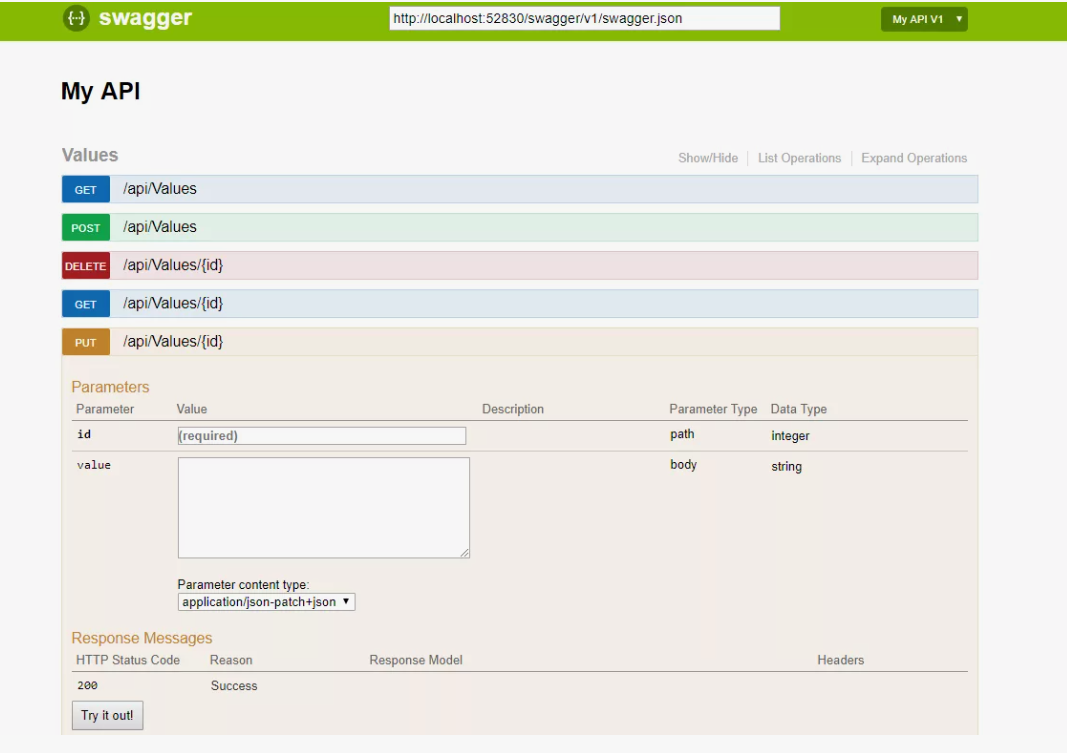 {··} swagger http://localhost:52830/swagger/v1/swagger.json My API V1 ▼
My API
Values Show/Hide List Operations Expand Operations
GET /api/Values
POST /api/Values
DELETE /api/Values/{id}
GET /api/Values/{id}
PUT /api/Values/{id}
Parameters
Parameter Value Description Parameter Type Data Type
id (required) path integer
value body string
Parameter content type:
application/json-patch+json ▼
Response Messages
HTTP Status Code Reason Response Model Headers
200 Success
Try it out!